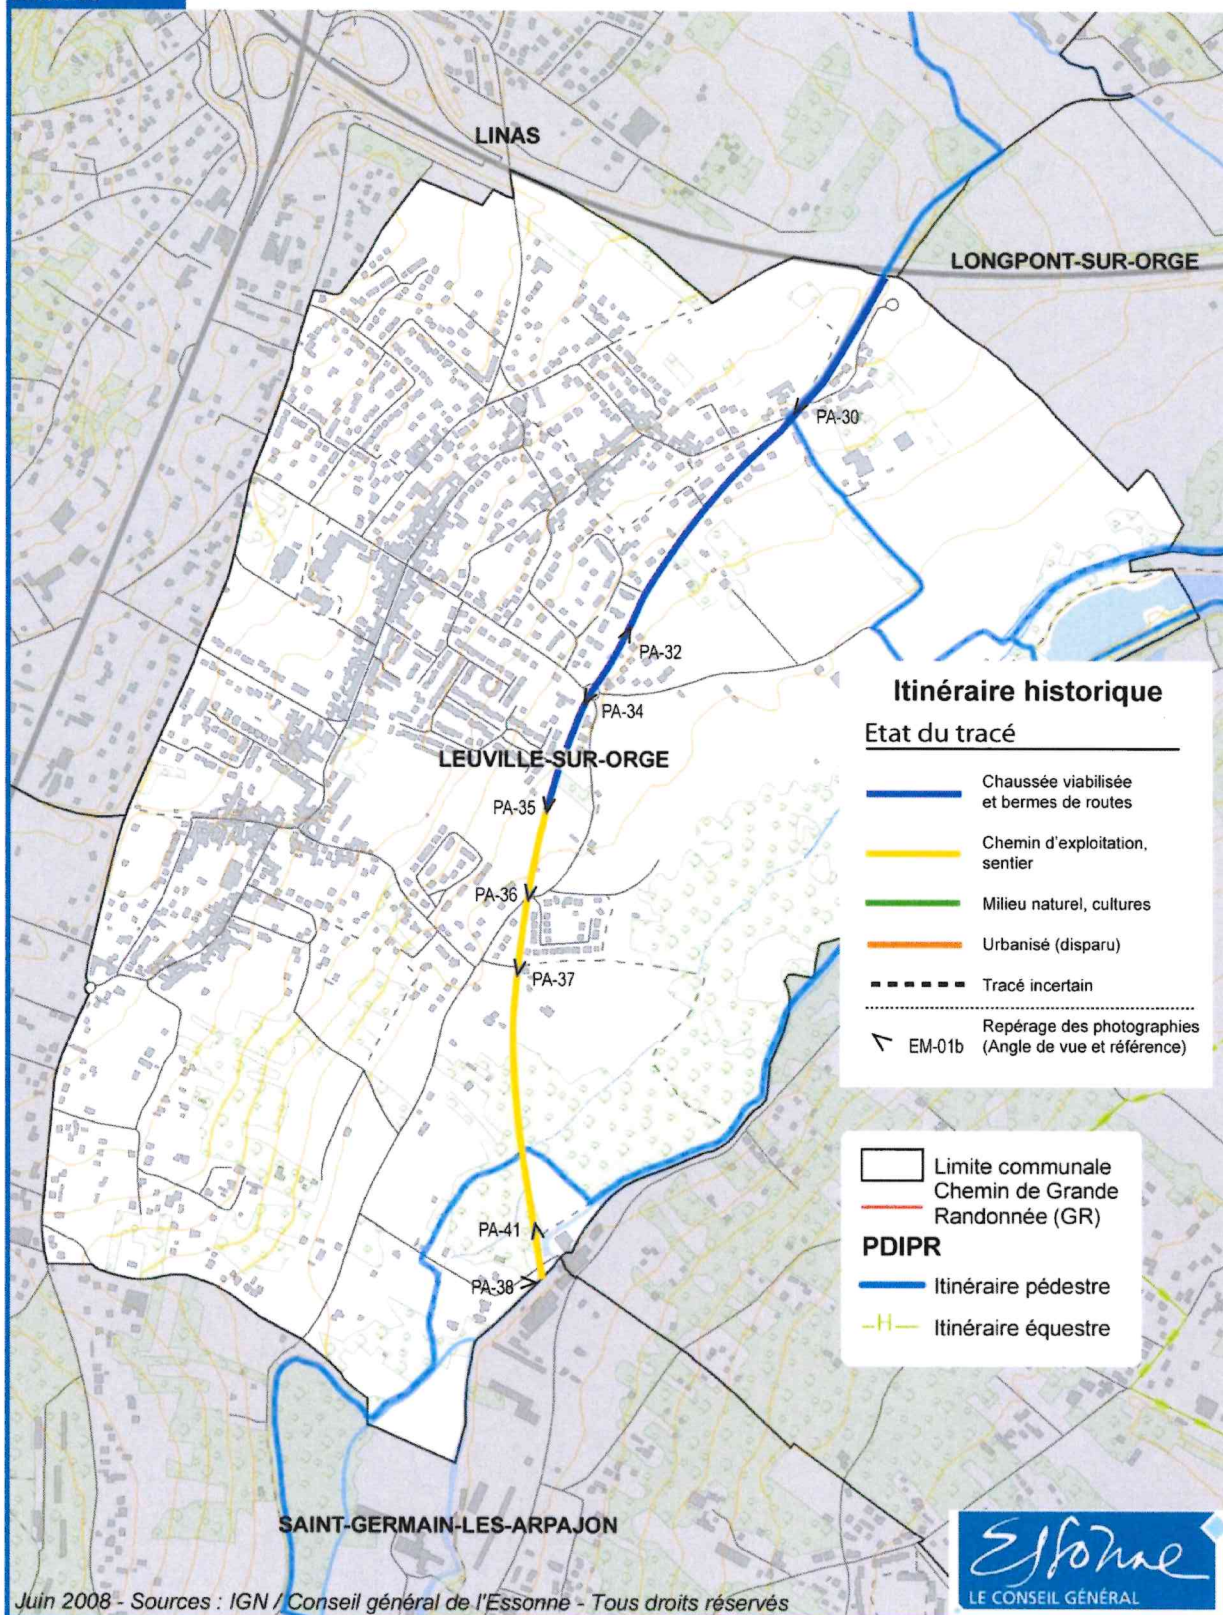 LINAS
LONGPONT-SUR-ORGE
PA-30
PA-32
PA-34
LEUVILLE-SUR-ORGE
PA-35
PA-36
PA-37
PA-41
PA-38
SAINT-GERMAIN-LES-ARPAJON
Itinéraire historique
Etat du tracé
Chaussée viabilisée
et bermes de routes
Chemin d'exploitation,
sentier
Milieu naturel, cultures
Urbanisé (disparu)
Tracé incertain
EM-01b
Repérage des photographies
(Angle de vue et référence)
Limite communale
Chemin de Grande
Randonnée (GR)
PDIPR
Itinéraire pédestre
H Itinéraire équestre
Essonne
LE CONSEIL GÉNÉRAL
Juin 2008 - Sources : IGN / Conseil général de l'Essonne - Tous droits réservés